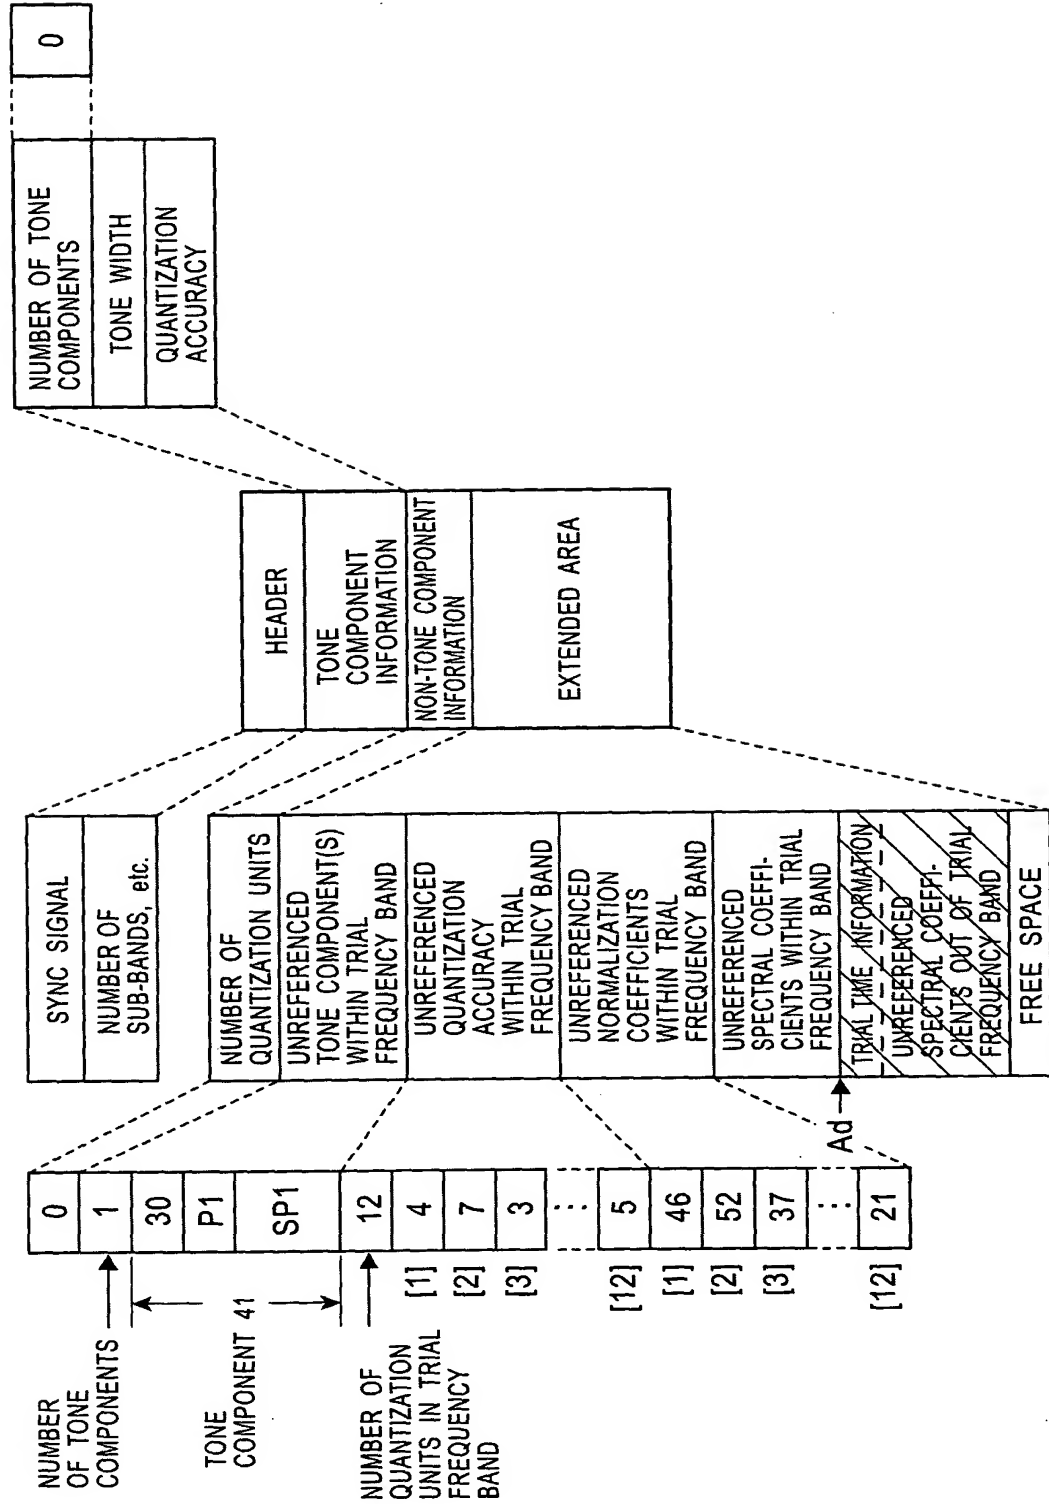 NUMBER
OF TONE
COMPONENTS
TONE
COMPONENT 41
NUMBER OF
QUANTIZATION
UNITS IN TRIAL
FREQUENCY
BAND
0
1
30
P1
SP1
12
[1] 4
[2] 7
[3] 3
...
[12] 5
[1] 46
[2] 52
[3] 37
...
[12] 21
SYNC SIGNAL
NUMBER OF
SUB-BANDS, etc.
NUMBER OF
QUANTIZATION UNITS
UNREFERENCED
TONE COMPONENT(S)
WITHIN TRIAL
FREQUENCY BAND
UNREFERENCED
QUANTIZATION
ACCURACY
WITHIN TRIAL
FREQUENCY BAND
UNREFERENCED
NORMALIZATION
COEFFICIENTS
WITHIN TRIAL
FREQUENCY BAND
UNREFERENCED
SPECTRAL COEFFI-
CIENTS WITHIN TRIAL
FREQUENCY BAND
Ad
TRIAL TIME INFORMATION
UNREFERENCED
SPECTRAL COEFFI-
CIENTS OUT OF TRIAL
FREQUENCY BAND
FREE SPACE
HEADER
TONE
COMPONENT
INFORMATION
NON-TONE COMPONENT
INFORMATION
EXTENDED AREA
NUMBER OF TONE
COMPONENTS
TONE WIDTH
QUANTIZATION
ACCURACY
0